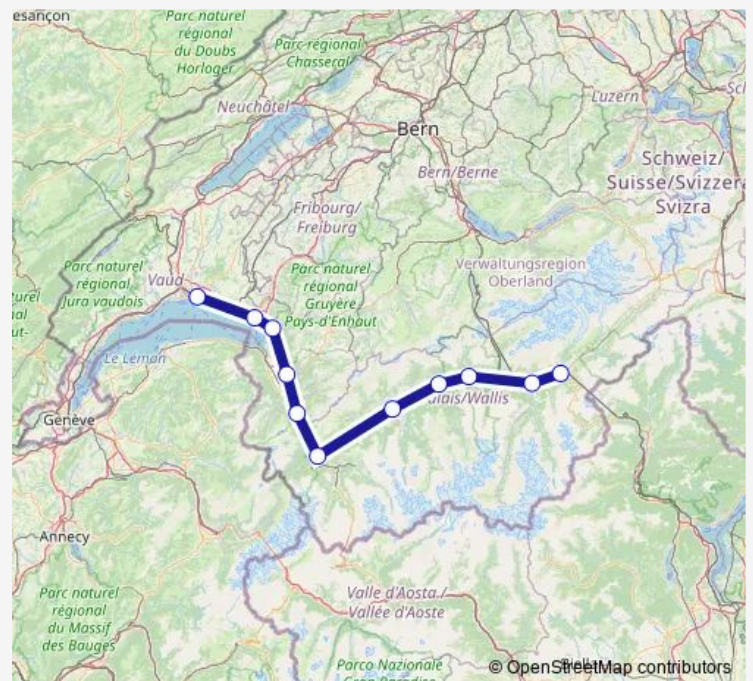 esançon
Parc naturel
régional
du Doubs
Horloger
Parc régional
Chasseral
Neuchâtel
Luzern
Bern
Schweiz/
Suisse/Svizzera
Svizra
Bern/Berne
Fribourg/
Freiburg
Parc naturel
régional
Jura vaudois
Vaud
Parc naturel
régional
Gruyère
Pays-d'Enhaut
Verwaltungsregion
Oberland
Le Léman
alais/Wallis
Genève
Annecy
Valle d'Aosta /
Vallée d'Aoste
Parc naturel
régional
du Massif
des Bauges
Parco Nazionale
© OpenStreetMap contributors